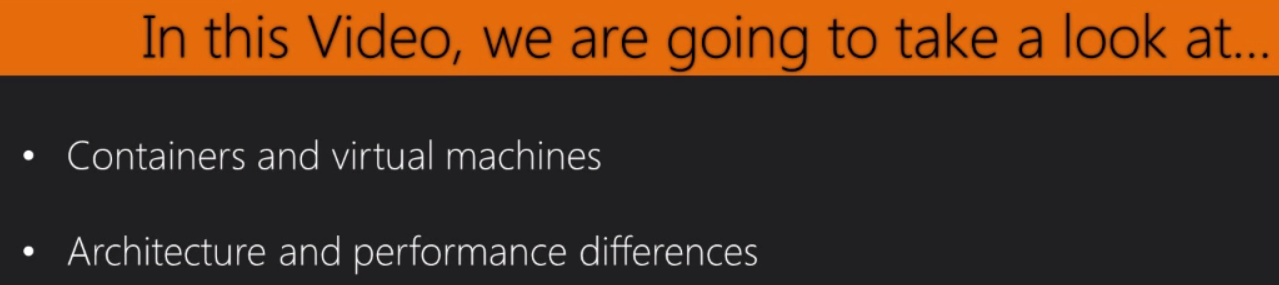 In this Video, we are going to take a look at...
• Containers and virtual machines
• Architecture and performance differences